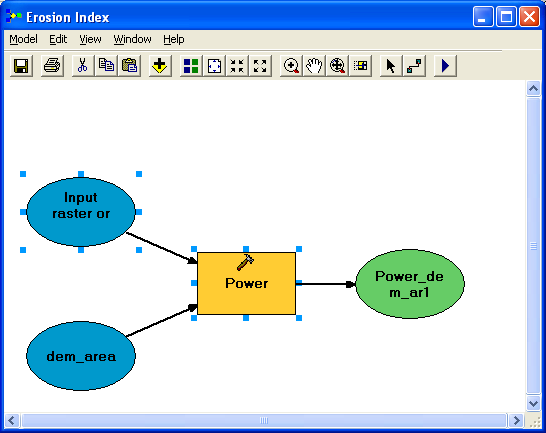 Erosion Index
Model Edit View Window Help
Input
raster or
Power
Power_de
m_ar1
dem_area